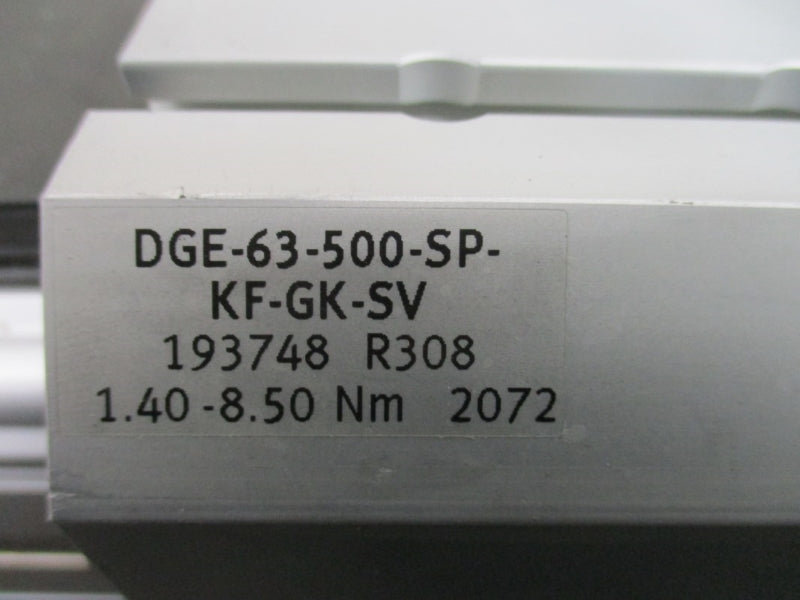 DGE-63-500-SP-
KF-GK-SV
193748 R308
1.40-8.50 Nm 2072